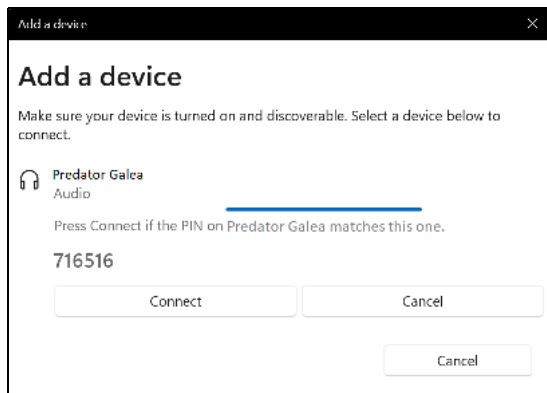 Add a device
Add a device
Make sure your device is turned on and discoverable. Select a device below to
connect.
Predator Galea
Audio
Press Connect if the PIN on Predator Galea matches this one.
716516
Connect
Cancel
Cancel